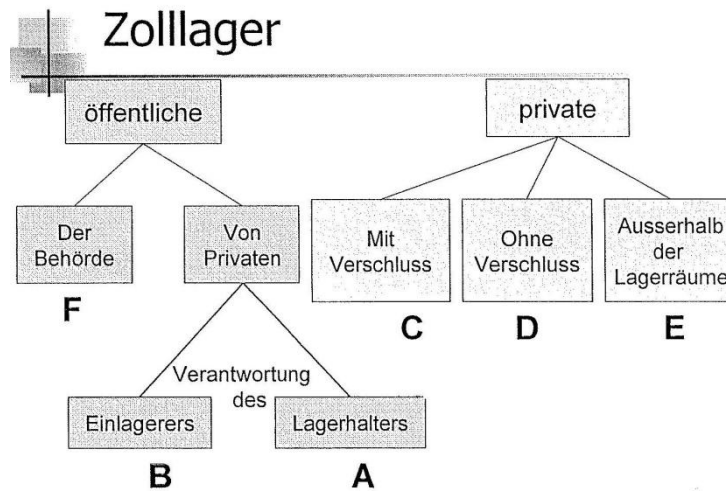 Zolllager
öffentliche
private
Der
Behörde
Von
Privaten
Mit
Verschluss
Ohne
Verschluss
Ausserhalb
der
Lagerräume
F
C
D
E
Verantwortung
des
Einlagerers
Lagerhalters
B
A